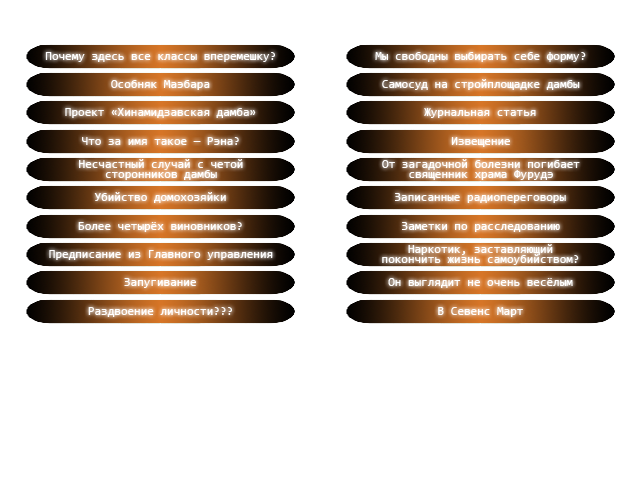 Почему здесь все классы вперемешку?
Особняк Маэбара
Проект «Хинамидзавская дамба»
Что за имя такое — Рэна?
Несчастный случай с четой
сторонников дамбы
Убийство домохозяйки
Более четырёх виновников?
Предписание из Главного управления
Запугивание
Раздвоение личности???
Мы свободны выбирать себе форму?
Самосуд на стройплощадке дамбы
Журнальная статья
Извещение
От загадочной болезни погибает
священник храма Фурудэ
Записанные радиопереговоры
Заметки по расследованию
Наркотик, заставляющий
покончить жизнь самоубийством?
Он выглядит не очень весёлым
В Севенс Март